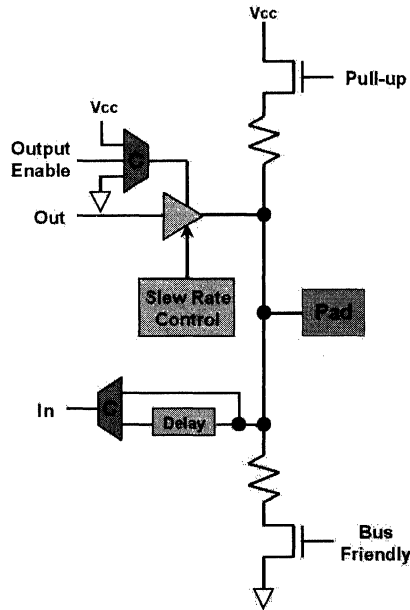 Vcc
Pull-up
Vcc
Output
Enable
C
Out
Slew Rate
Control
Pad
In
C
Delay
Bus
Friendly